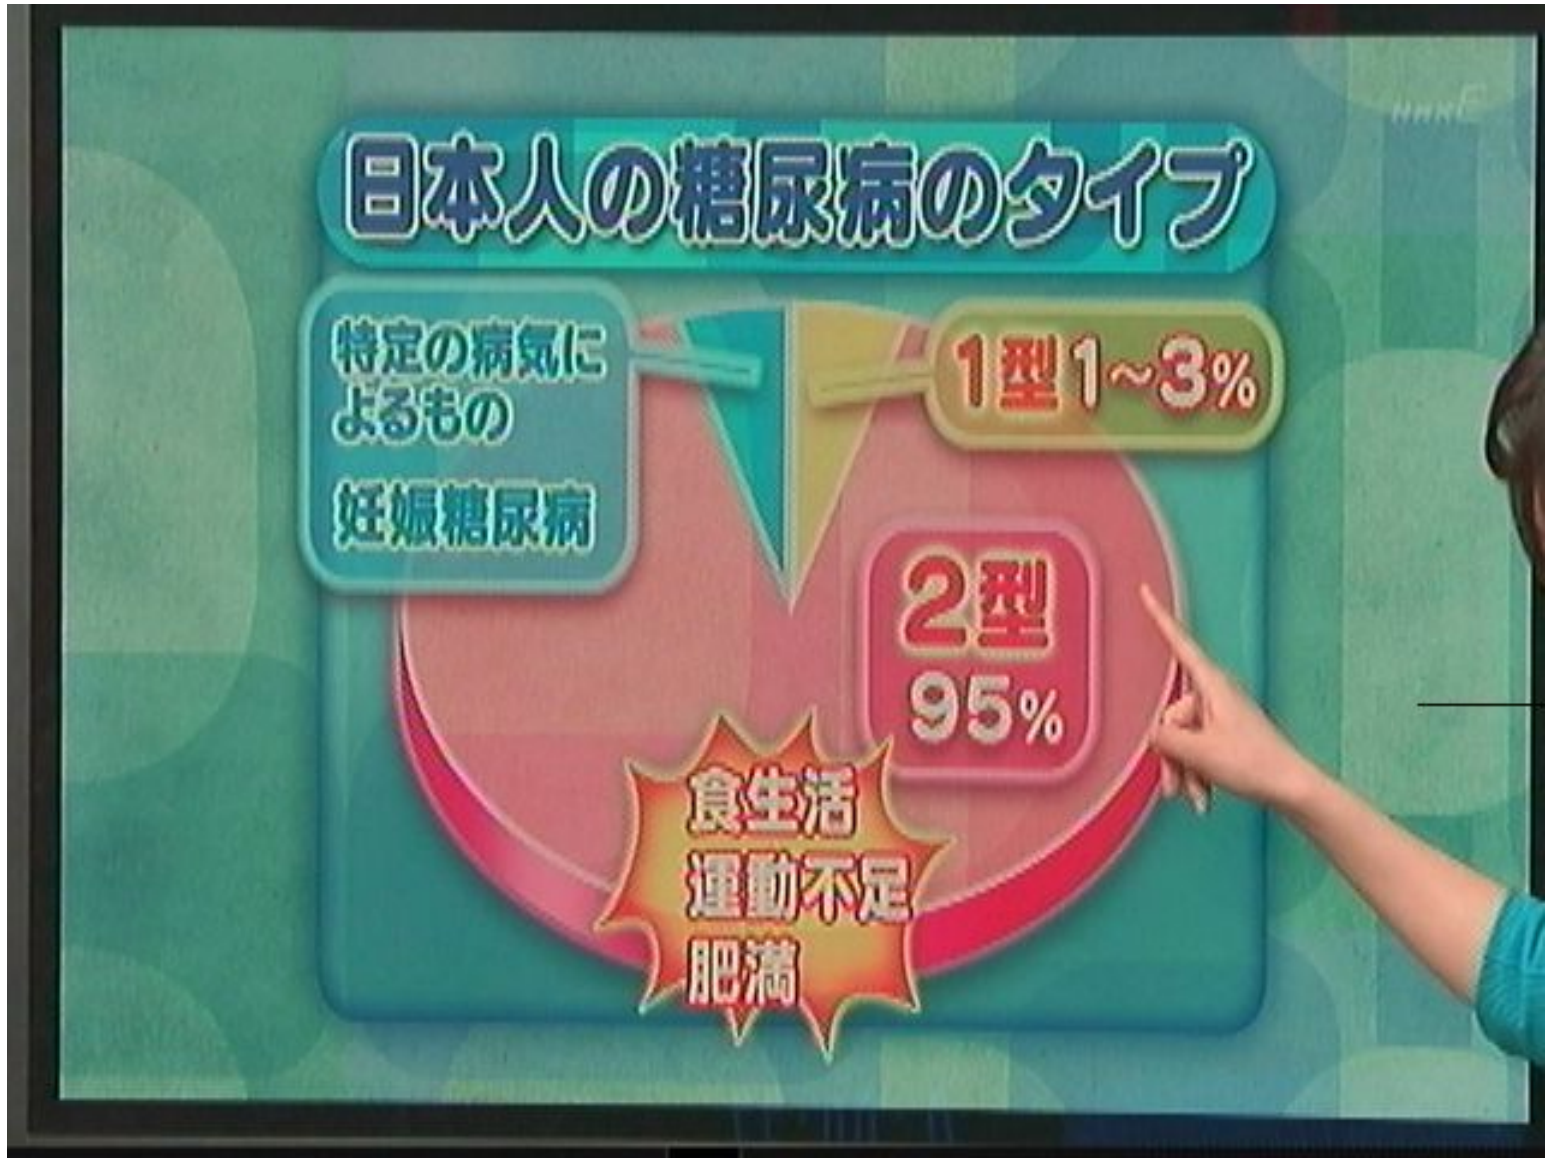 日本人の糖尿病のタイプ
特定の病気に
よるもの
妊娠糖尿病
1型1~3%
2型
95%
食生活
運動不足
肥満